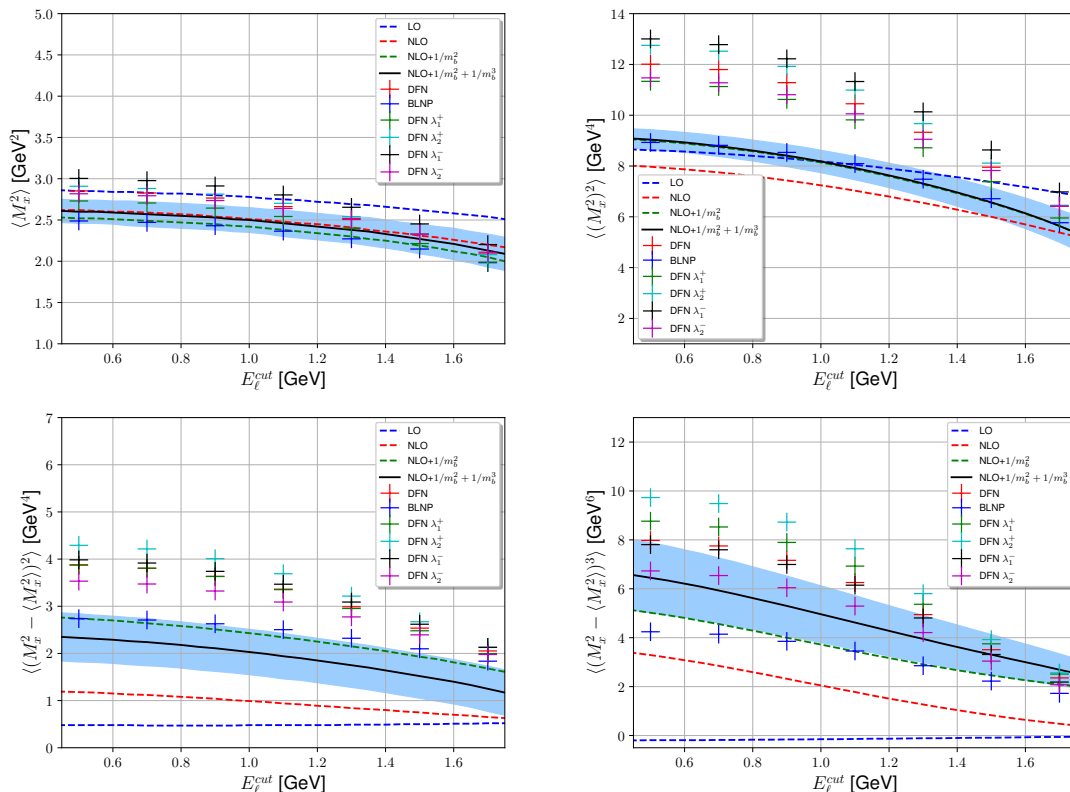 5.0
4.5
4.0
3.5
3.0
2.5
2.0
1.5
1.0
0.6 0.8 1.0 1.2 1.4 1.6
⟨M_x^2⟩ [GeV^2]
E_ℓ^{cut} [GeV]
LO
NLO
NLO+1/m_b^2
NLO+1/m_b^2 + 1/m_b^3
DFN
BLNP
DFN λ_1^+
DFN λ_2^+
DFN λ_1^-
DFN λ_2^-
14
12
10
8
6
4
2
0.6 0.8 1.0 1.2 1.4 1.6
⟨(M_x^2)^2⟩ [GeV^4]
E_ℓ^{cut} [GeV]
LO
NLO
NLO+1/m_b^2
NLO+1/m_b^2 + 1/m_b^3
DFN
BLNP
DFN λ_1^+
DFN λ_2^+
DFN λ_1^-
DFN λ_2^-
7
6
5
4
3
2
1
0
0.6 0.8 1.0 1.2 1.4 1.6
⟨(M_x^2 − ⟨M_x^2⟩)^2⟩ [GeV^4]
E_ℓ^{cut} [GeV]
LO
NLO
NLO+1/m_b^2
NLO+1/m_b^2 + 1/m_b^3
DFN
BLNP
DFN λ_1^+
DFN λ_2^+
DFN λ_1^-
DFN λ_2^-
12
10
8
6
4
2
0
0.6 0.8 1.0 1.2 1.4 1.6
⟨(M_x^2 − ⟨M_x^2⟩)^3⟩ [GeV^6]
E_ℓ^{cut} [GeV]
LO
NLO
NLO+1/m_b^2
NLO+1/m_b^2 + 1/m_b^3
DFN
BLNP
DFN λ_1^+
DFN λ_2^+
DFN λ_1^-
DFN λ_2^-